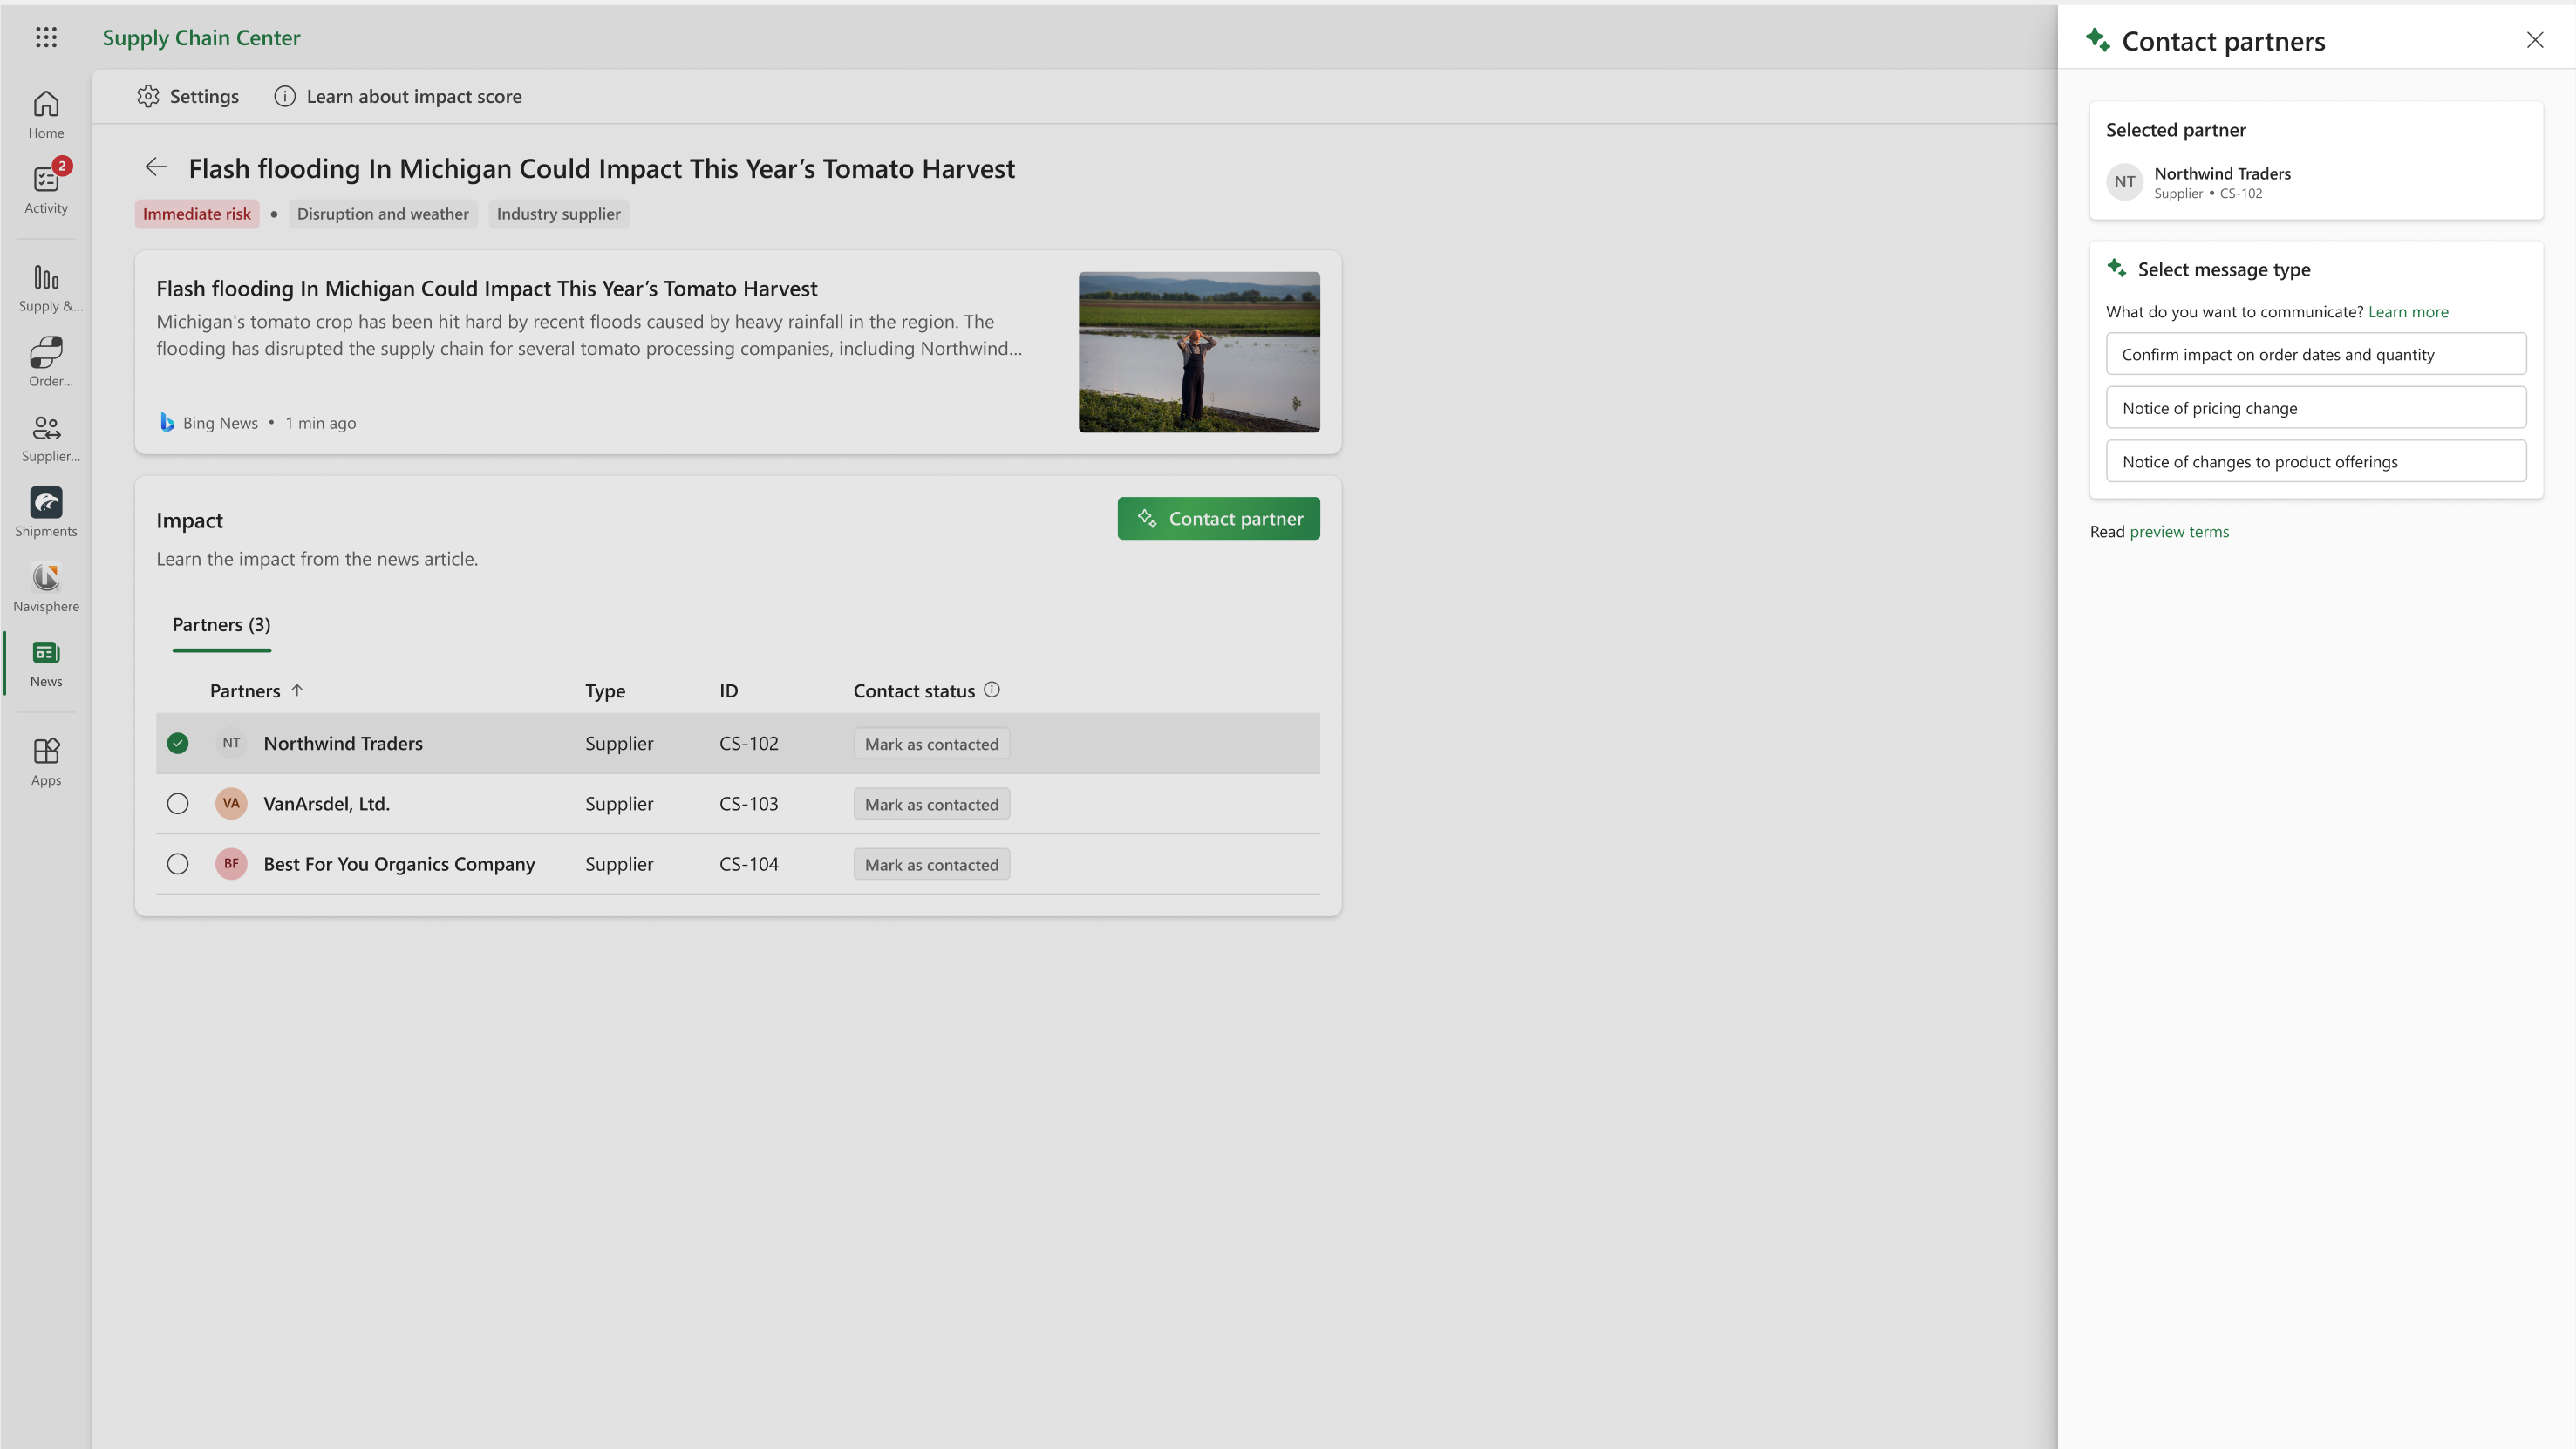 Supply Chain Center
Home
2
Activity
Supply &...
Order...
Supplier...
Shipments
Navisphere
News
Apps
Settings
Learn about impact score
Flash flooding In Michigan Could Impact This Year’s Tomato Harvest
Immediate risk • Disruption and weather Industry supplier
Flash flooding In Michigan Could Impact This Year’s Tomato Harvest
Michigan's tomato crop has been hit hard by recent floods caused by heavy rainfall in the region. The
flooding has disrupted the supply chain for several tomato processing companies, including Northwind...
Bing News • 1 min ago
Impact
Contact partner
Learn the impact from the news article.
Partners (3)
Partners Type ID Contact status
NT Northwind Traders Supplier CS-102 Mark as contacted
VA VanArsdel, Ltd. Supplier CS-103 Mark as contacted
BF Best For You Organics Company Supplier CS-104 Mark as contacted
Contact partners
Selected partner
NT
Northwind Traders
Supplier • CS-102
Select message type
What do you want to communicate? Learn more
Confirm impact on order dates and quantity
Notice of pricing change
Notice of changes to product offerings
Read preview terms